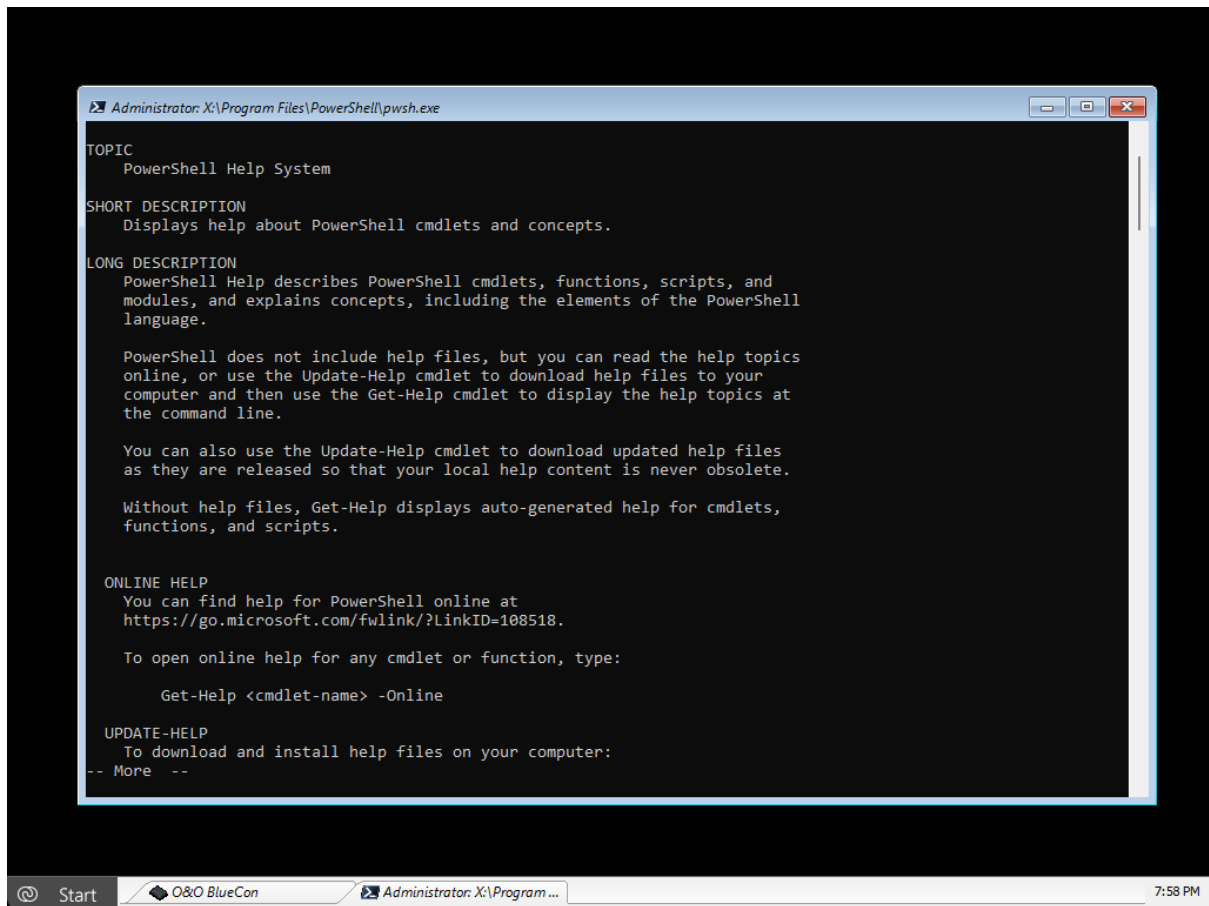 Administrator: X:\Program Files\PowerShell\pwsh.exe
TOPIC
PowerShell Help System
SHORT DESCRIPTION
Displays help about PowerShell cmdlets and concepts.
LONG DESCRIPTION
PowerShell Help describes PowerShell cmdlets, functions, scripts, and
modules, and explains concepts, including the elements of the PowerShell
language.
PowerShell does not include help files, but you can read the help topics
online, or use the Update-Help cmdlet to download help files to your
computer and then use the Get-Help cmdlet to display the help topics at
the command line.
You can also use the Update-Help cmdlet to download updated help files
as they are released so that your local help content is never obsolete.
Without help files, Get-Help displays auto-generated help for cmdlets,
functions, and scripts.
ONLINE HELP
You can find help for PowerShell online at
https://go.microsoft.com/fwlink/?LinkID=108518.
To open online help for any cmdlet or function, type:
Get-Help <cmdlet-name> -Online
UPDATE-HELP
To download and install help files on your computer:
-- More  --
Start
O&O BlueCon
Administrator: X:\Program ...
7:58 PM